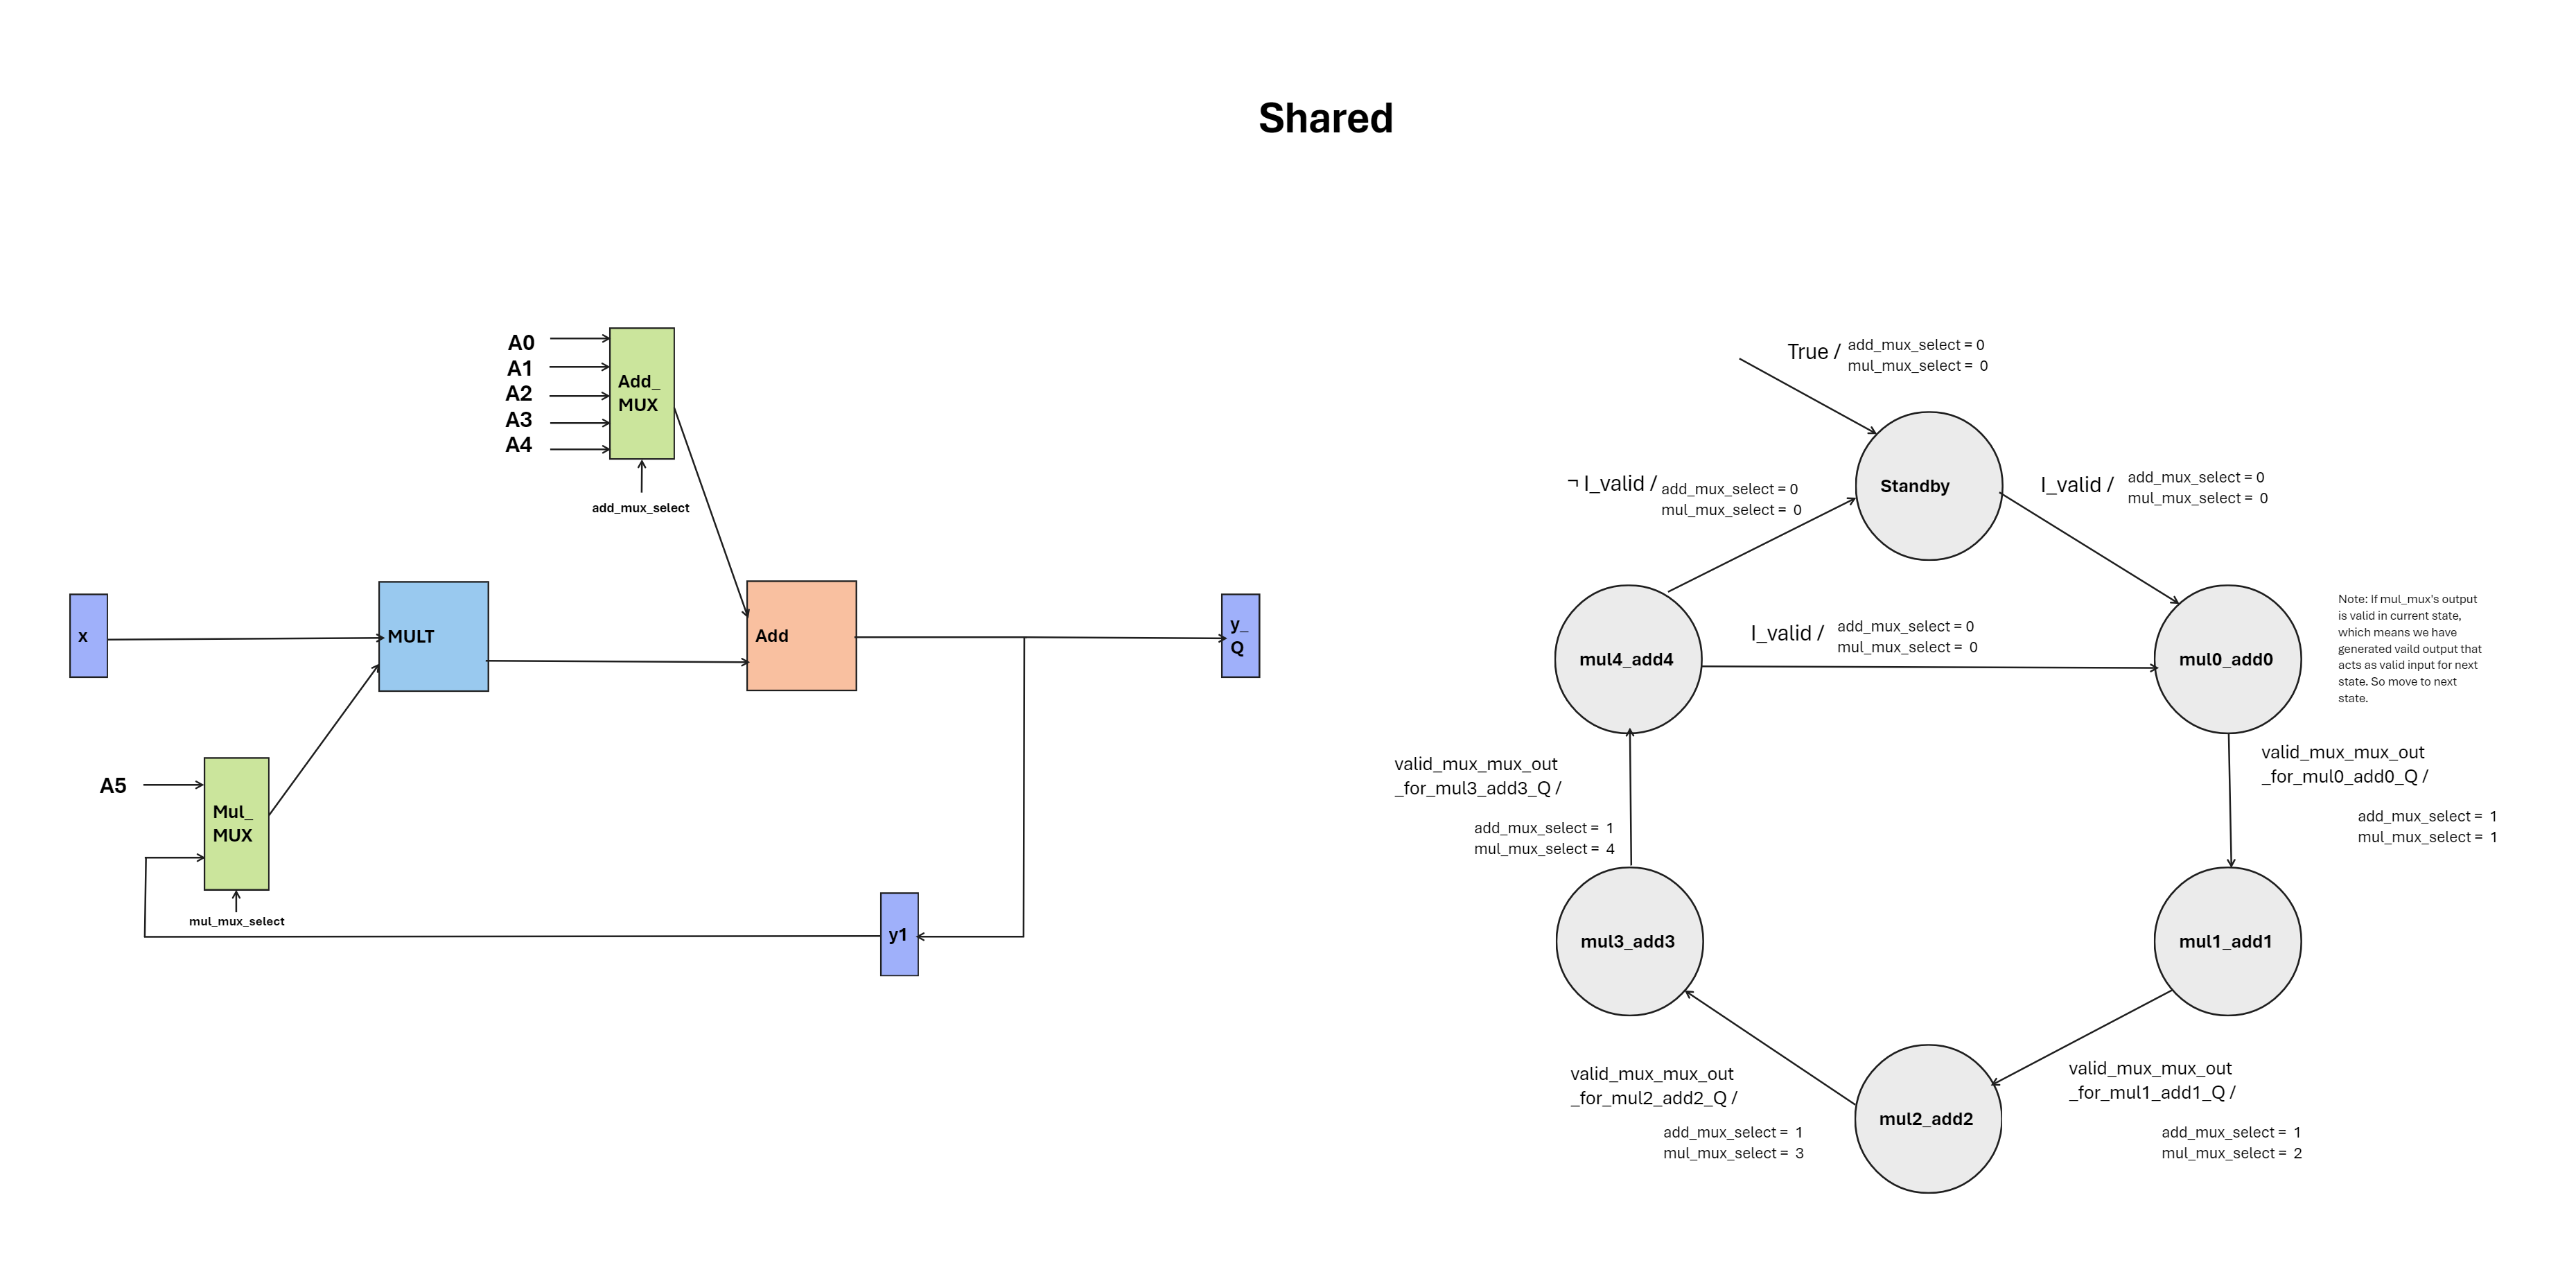 Shared
A0
A1
A2
A3
A4
Add_
MUX
add_mux_select
x
MULT
Add
y_
Q
A5
Mul_
MUX
mul_mux_select
y1
True /
add_mux_select = 0
mul_mux_select = 0
Standby
¬ I_valid /
add_mux_select = 0
mul_mux_select = 0
I_valid /
add_mux_select = 0
mul_mux_select = 0
mul4_add4
I_valid /
add_mux_select = 0
mul_mux_select = 0
mul0_add0
Note: If mul_mux's output
is valid in current state,
which means we have
generated vaild output that
acts as valid input for next
state. So move to next
state.
valid_mux_mux_out
_for_mul3_add3_Q /
add_mux_select = 1
mul_mux_select = 4
valid_mux_mux_out
_for_mul0_add0_Q /
add_mux_select = 1
mul_mux_select = 1
mul3_add3
mul1_add1
valid_mux_mux_out
_for_mul2_add2_Q /
add_mux_select = 1
mul_mux_select = 3
mul2_add2
valid_mux_mux_out
_for_mul1_add1_Q /
add_mux_select = 1
mul_mux_select = 2